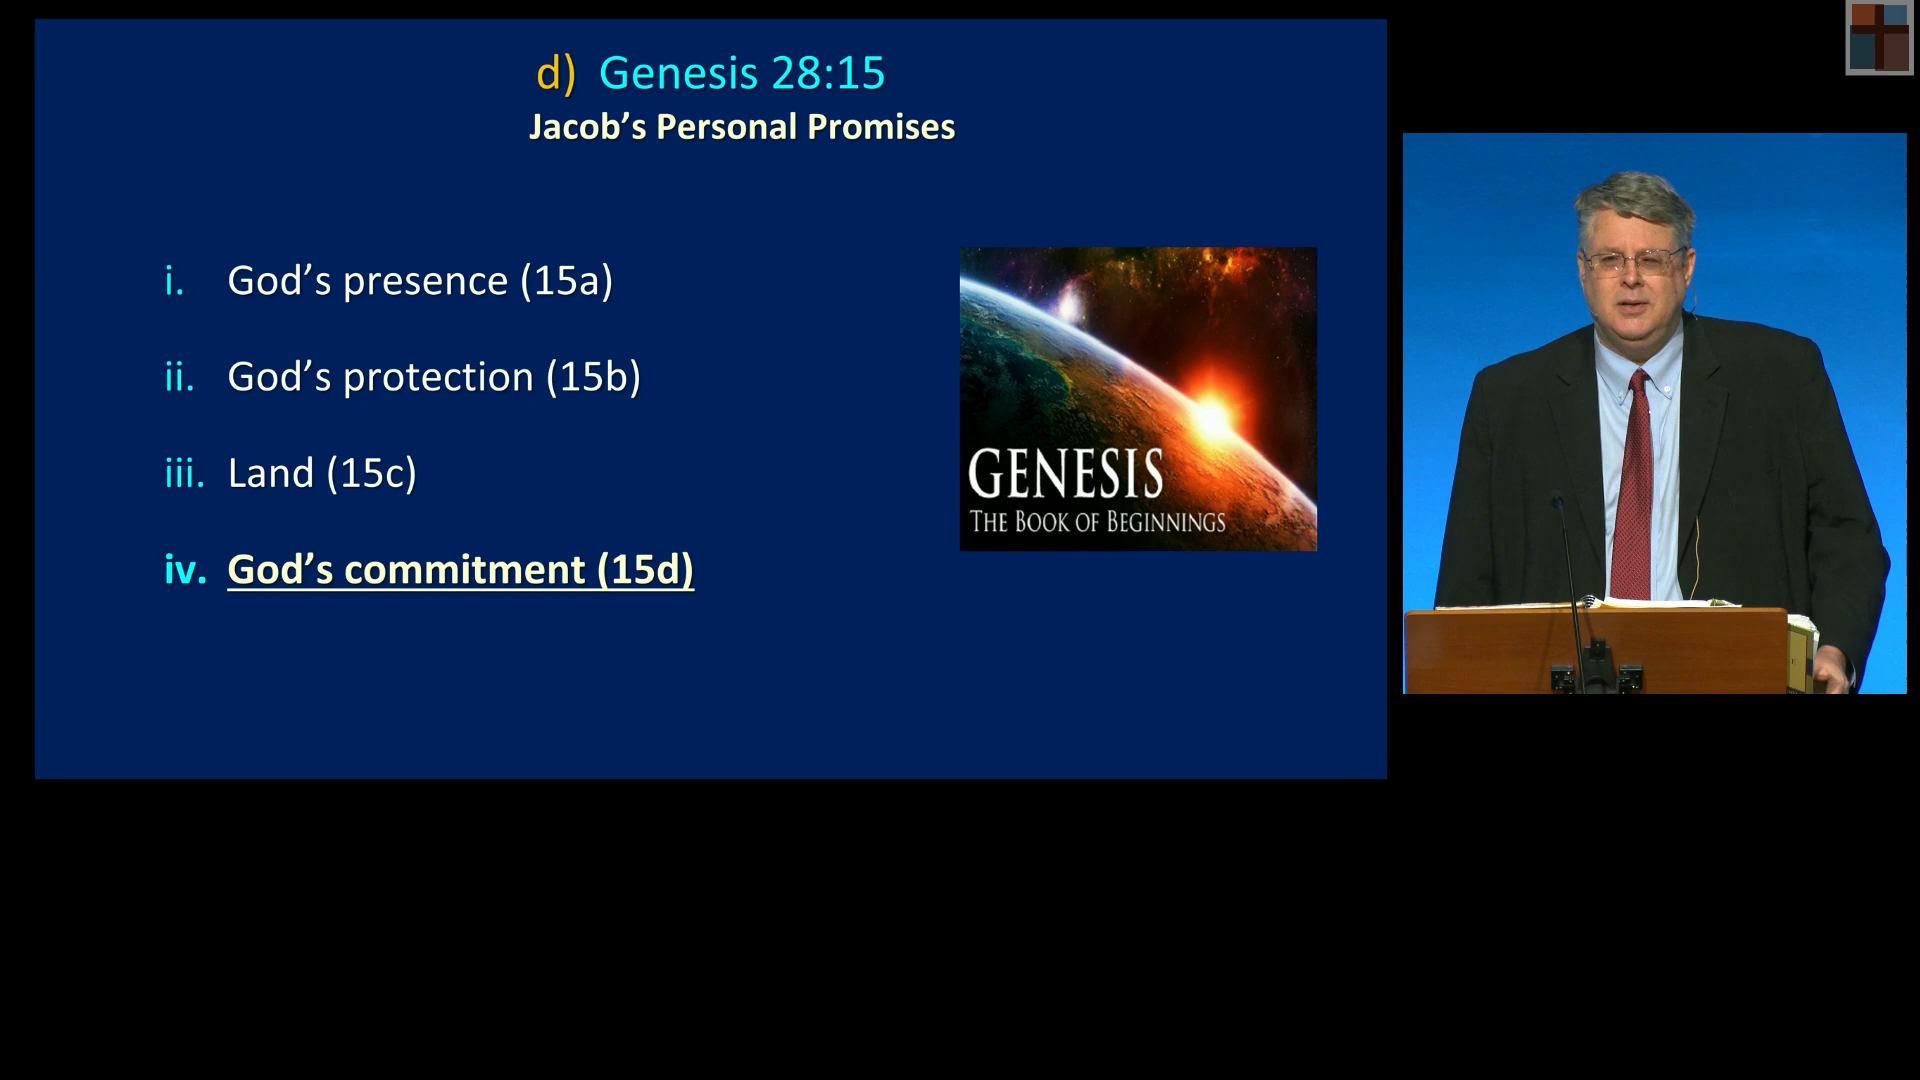 d) Genesis 28:15
Jacob’s Personal Promises
i. God’s presence (15a)
ii. God’s protection (15b)
iii. Land (15c)
iv. God’s commitment (15d)
GENESIS
THE BOOK OF BEGINNINGS